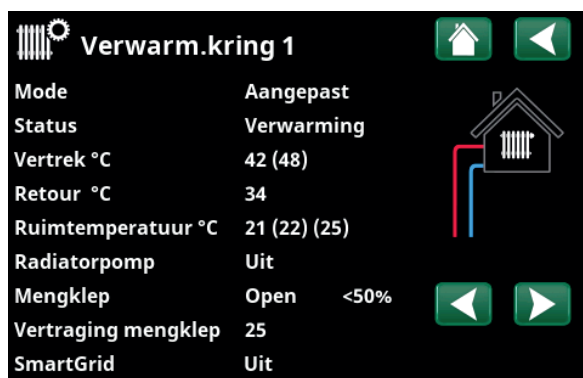 Verwarm.kring 1
Mode Aangepast
Status Verwarming
Vertrek °C 42 (48)
Retour °C 34
Ruimtemperatuur °C 21 (22) (25)
Radiatorpomp Uit
Mengklep Open <50%
Vertraging mengklep 25
SmartGrid Uit